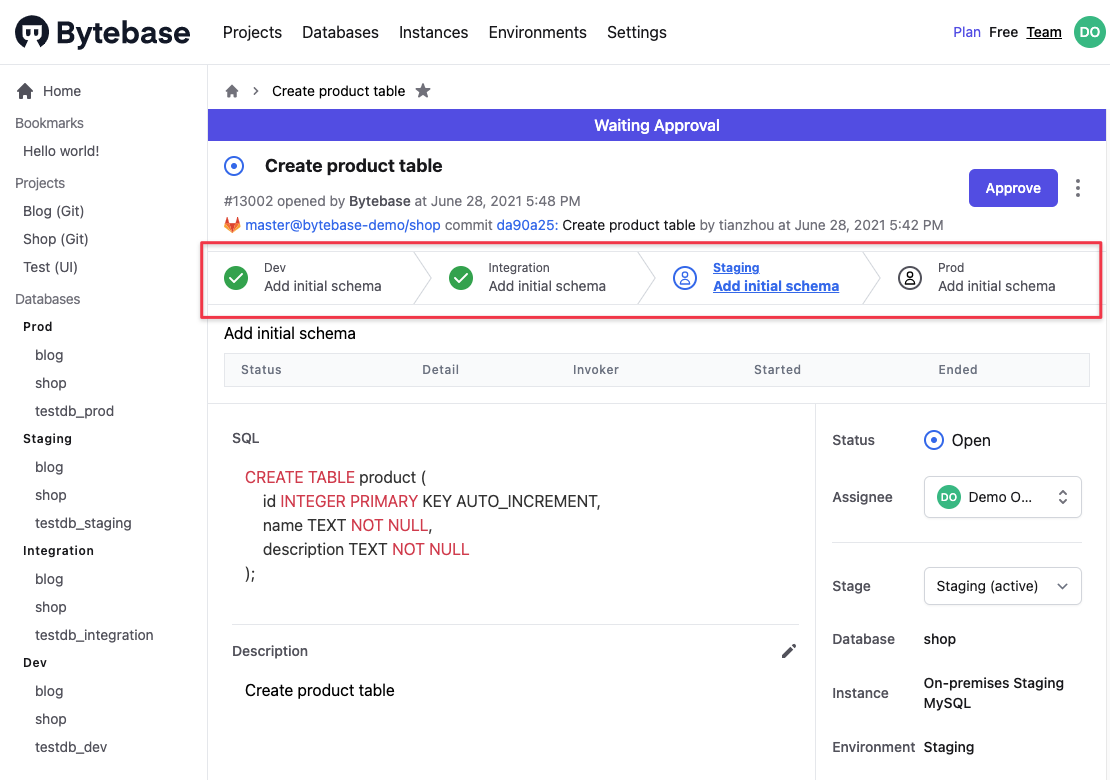 Bytebase
Projects Databases Instances Environments Settings
Plan Free Team DO
Home
Bookmarks
Hello world!
Projects
Blog (Git)
Shop (Git)
Test (UI)
Databases
Prod
blog
shop
testdb_prod
Staging
blog
shop
testdb_staging
Integration
blog
shop
testdb_integration
Dev
blog
shop
testdb_dev
Create product table
Waiting Approval
Create product table
#13002 opened by Bytebase at June 28, 2021 5:48 PM
master@bytebase-demo/shop commit da90a25: Create product table by tianzhou at June 28, 2021 5:42 PM
Approve
Dev
Add initial schema
Integration
Add initial schema
Staging
Add initial schema
Prod
Add initial schema
Add initial schema
Status Detail Invoker Started Ended
SQL
CREATE TABLE product (
id INTEGER PRIMARY KEY AUTO_INCREMENT,
name TEXT NOT NULL,
description TEXT NOT NULL
);
Description
Create product table
Status Open
Assignee DO Demo O...
Stage Staging (active)
Database shop
Instance On-premises Staging
MySQL
Environment Staging